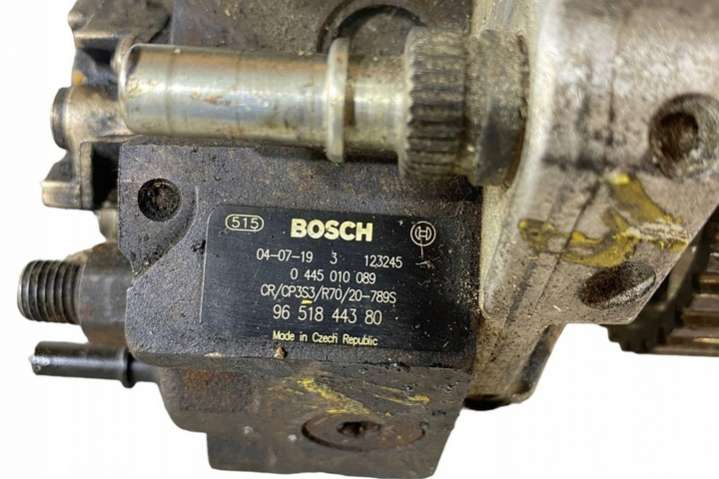 515 BOSCH
04-07-19 3 123245
0 445 010 089
CR/CP3S3/R70/20-789S
96 518 443 80
Made in Czech Republic